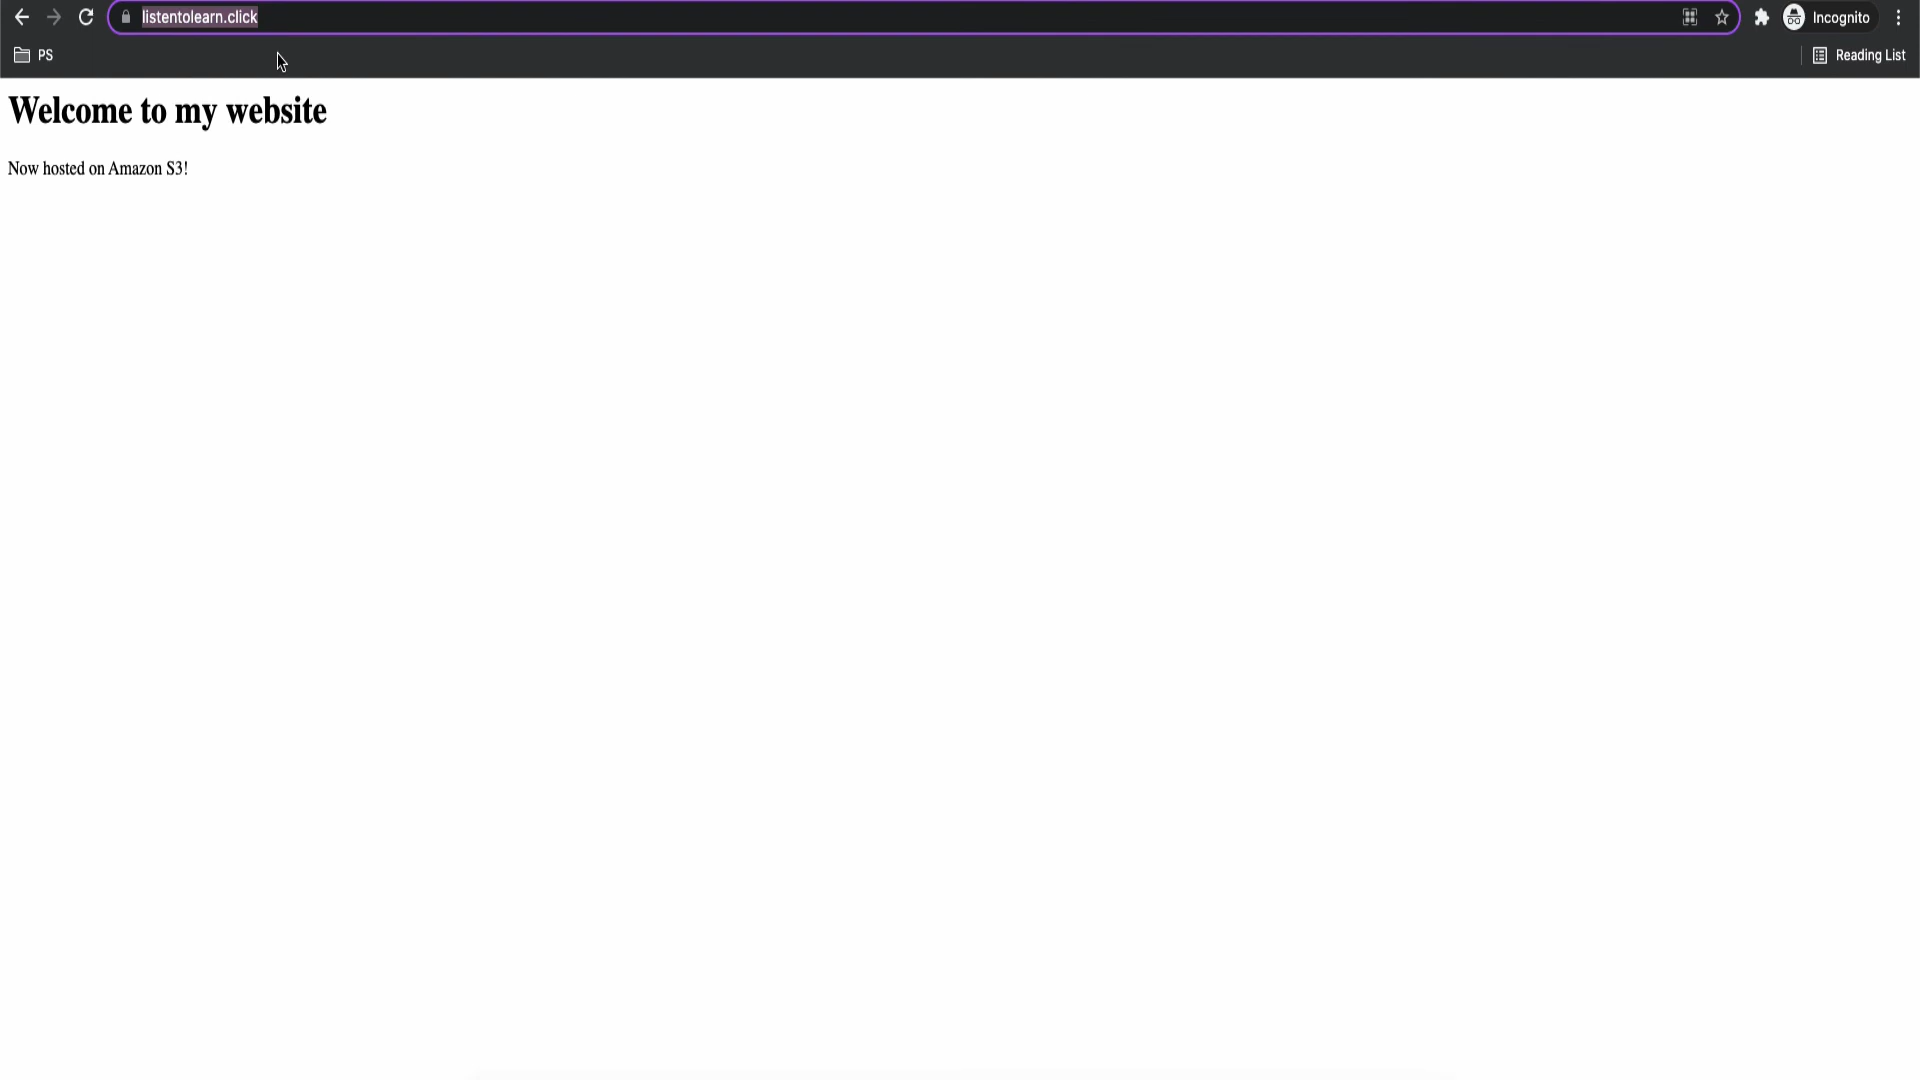 listentolearn.click
Incognito
PS
Reading List
Welcome to my website
Now hosted on Amazon S3!